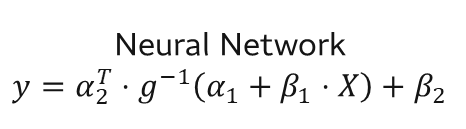 Neural Network
y = α₂ᵀ · g⁻¹(α₁ + β₁ · X) + β₂